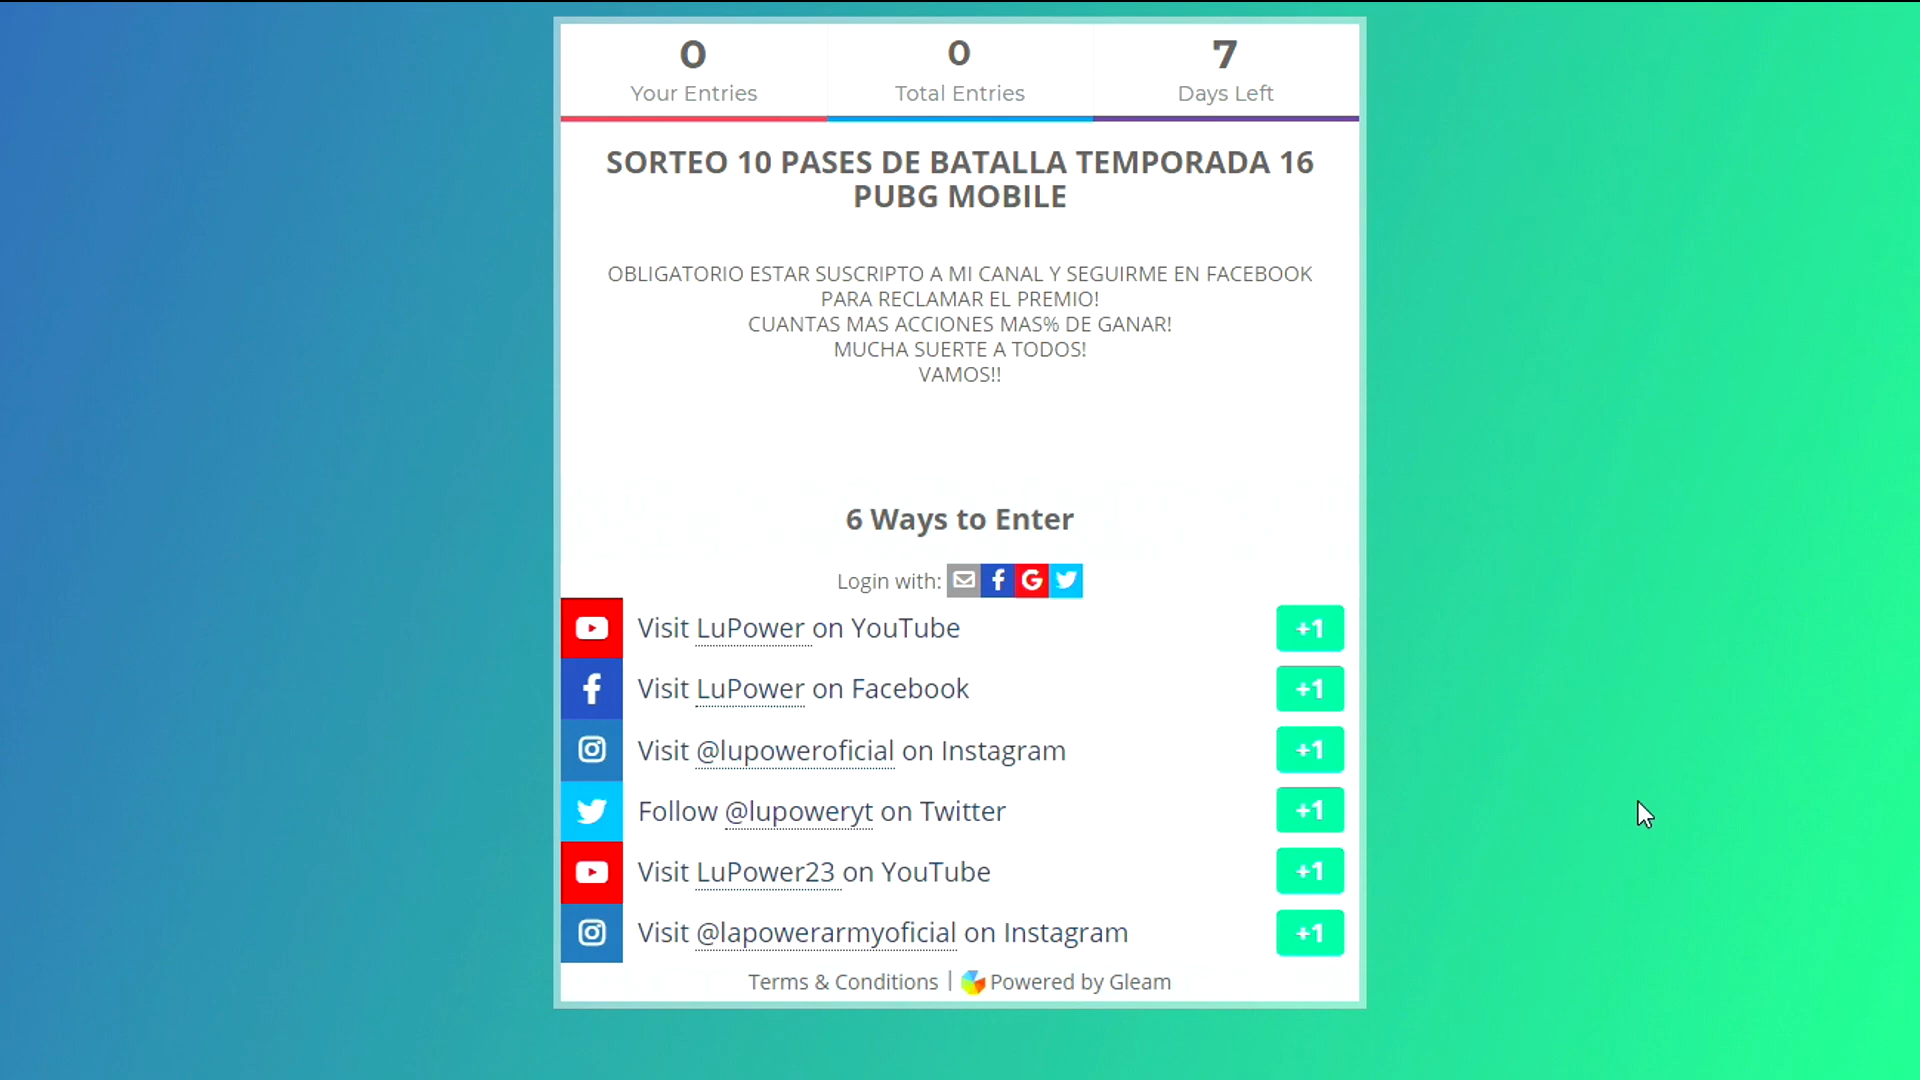 0 0 7
Your Entries Total Entries Days Left
SORTEO 10 PASES DE BATALLA TEMPORADA 16
PUBG MOBILE
OBLIGATORIO ESTAR SUSCRIPTO A MI CANAL Y SEGUIRME EN FACEBOOK
PARA RECLAMAR EL PREMIO!
CUANTAS MAS ACCIONES MAS% DE GANAR!
MUCHA SUERTE A TODOS!
VAMOS!!
6 Ways to Enter
Login with:
Visit LuPower on YouTube +1
Visit LuPower on Facebook +1
Visit @lupoweroficial on Instagram +1
Follow @lupoweryt on Twitter +1
Visit LuPower23 on YouTube +1
Visit @lapowerarmyoficial on Instagram +1
Terms & Conditions | Powered by Gleam